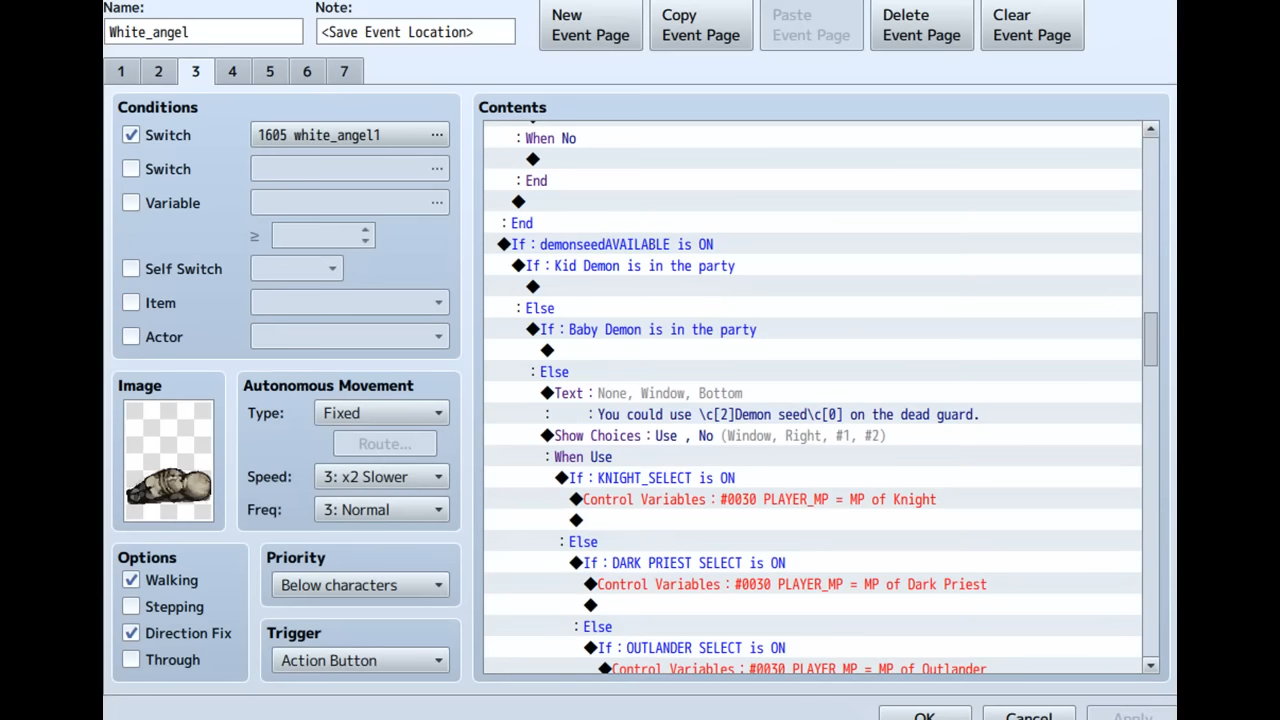 Name:
Note:
White_angel
<Save Event Location>
New
Event Page
Copy
Event Page
Paste
Event Page
Delete
Event Page
Clear
Event Page
1 2 3 4 5 6 7
Conditions
Switch 1605 white_angel1 ...
Switch ...
Variable ...
≥
Self Switch
Item
Actor
Image
Autonomous Movement
Type: Fixed
Route...
Speed: 3: x2 Slower
Freq: 3: Normal
Options
Walking
Stepping
Direction Fix
Through
Priority
Below characters
Trigger
Action Button
Contents
: When No
◆
: End
◆
: End
◆If : demonseedAVAILABLE is ON
◆If : Kid Demon is in the party
◆
: Else
◆If : Baby Demon is in the party
◆
: Else
◆Text : None, Window, Bottom
: : You could use \c[2]Demon seed\c[0] on the dead guard.
◆Show Choices : Use , No (Window, Right, #1, #2)
: When Use
◆If : KNIGHT_SELECT is ON
◆Control Variables : #0030 PLAYER_MP = MP of Knight
◆
: Else
◆If : DARK PRIEST SELECT is ON
◆Control Variables : #0030 PLAYER_MP = MP of Dark Priest
◆
: Else
◆If : OUTLANDER SELECT is ON
◆Control Variables : #0030 PLAYER_MP = MP of Outlander
OK
Cancel
Apply